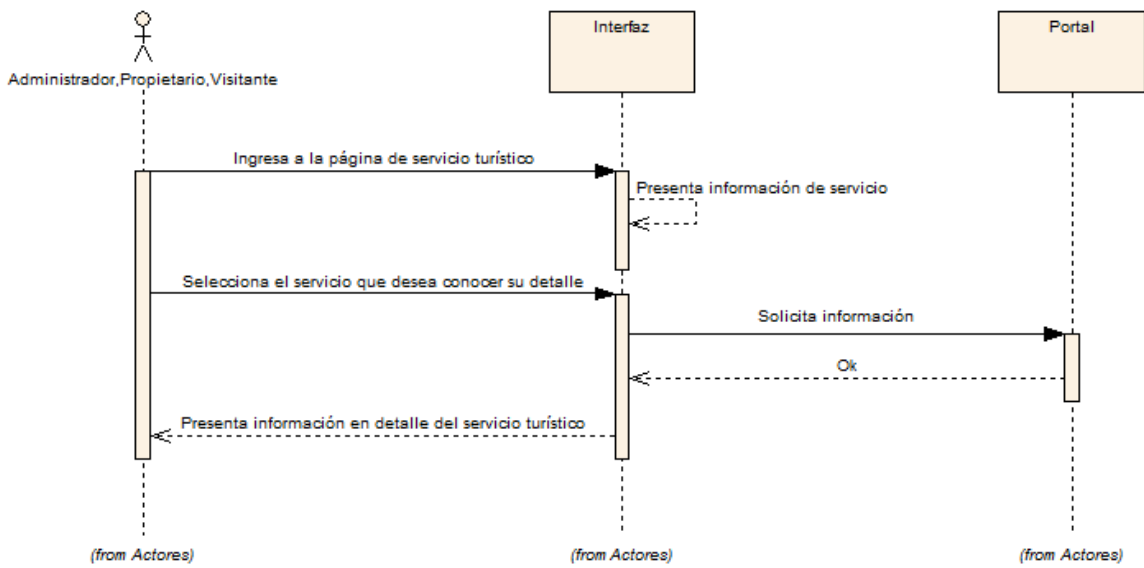 Interfaz
Portal
Administrador,Propietario,Visitante
Ingresa a la página de servicio turístico
Presenta información de servicio
Selecciona el servicio que desea conocer su detalle
Solicita información
Ok
Presenta información en detalle del servicio turístico
(from Actores)
(from Actores)
(from Actores)